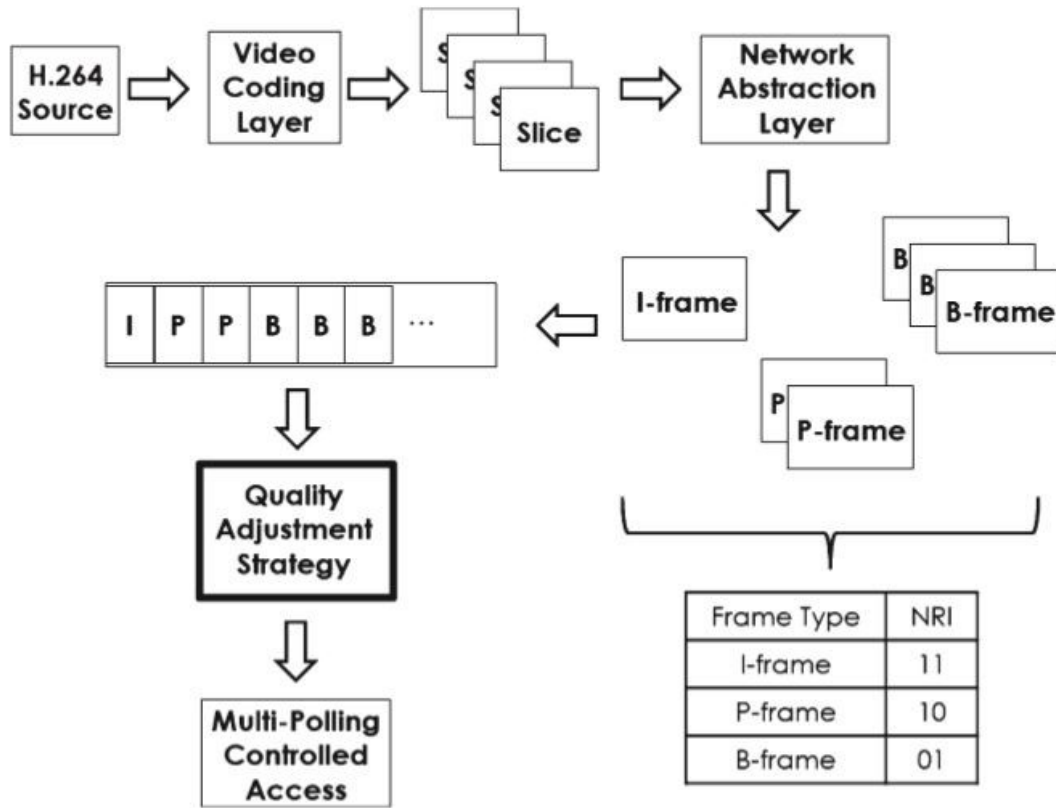 H.264
Source
Video
Coding
Layer
S
S
S
Slice
Network
Abstraction
Layer
I-frame
B
B
B-frame
P
P-frame
I P P B B B ...
Quality
Adjustment
Strategy
Multi-Polling
Controlled
Access
Frame Type NRI
I-frame 11
P-frame 10
B-frame 01